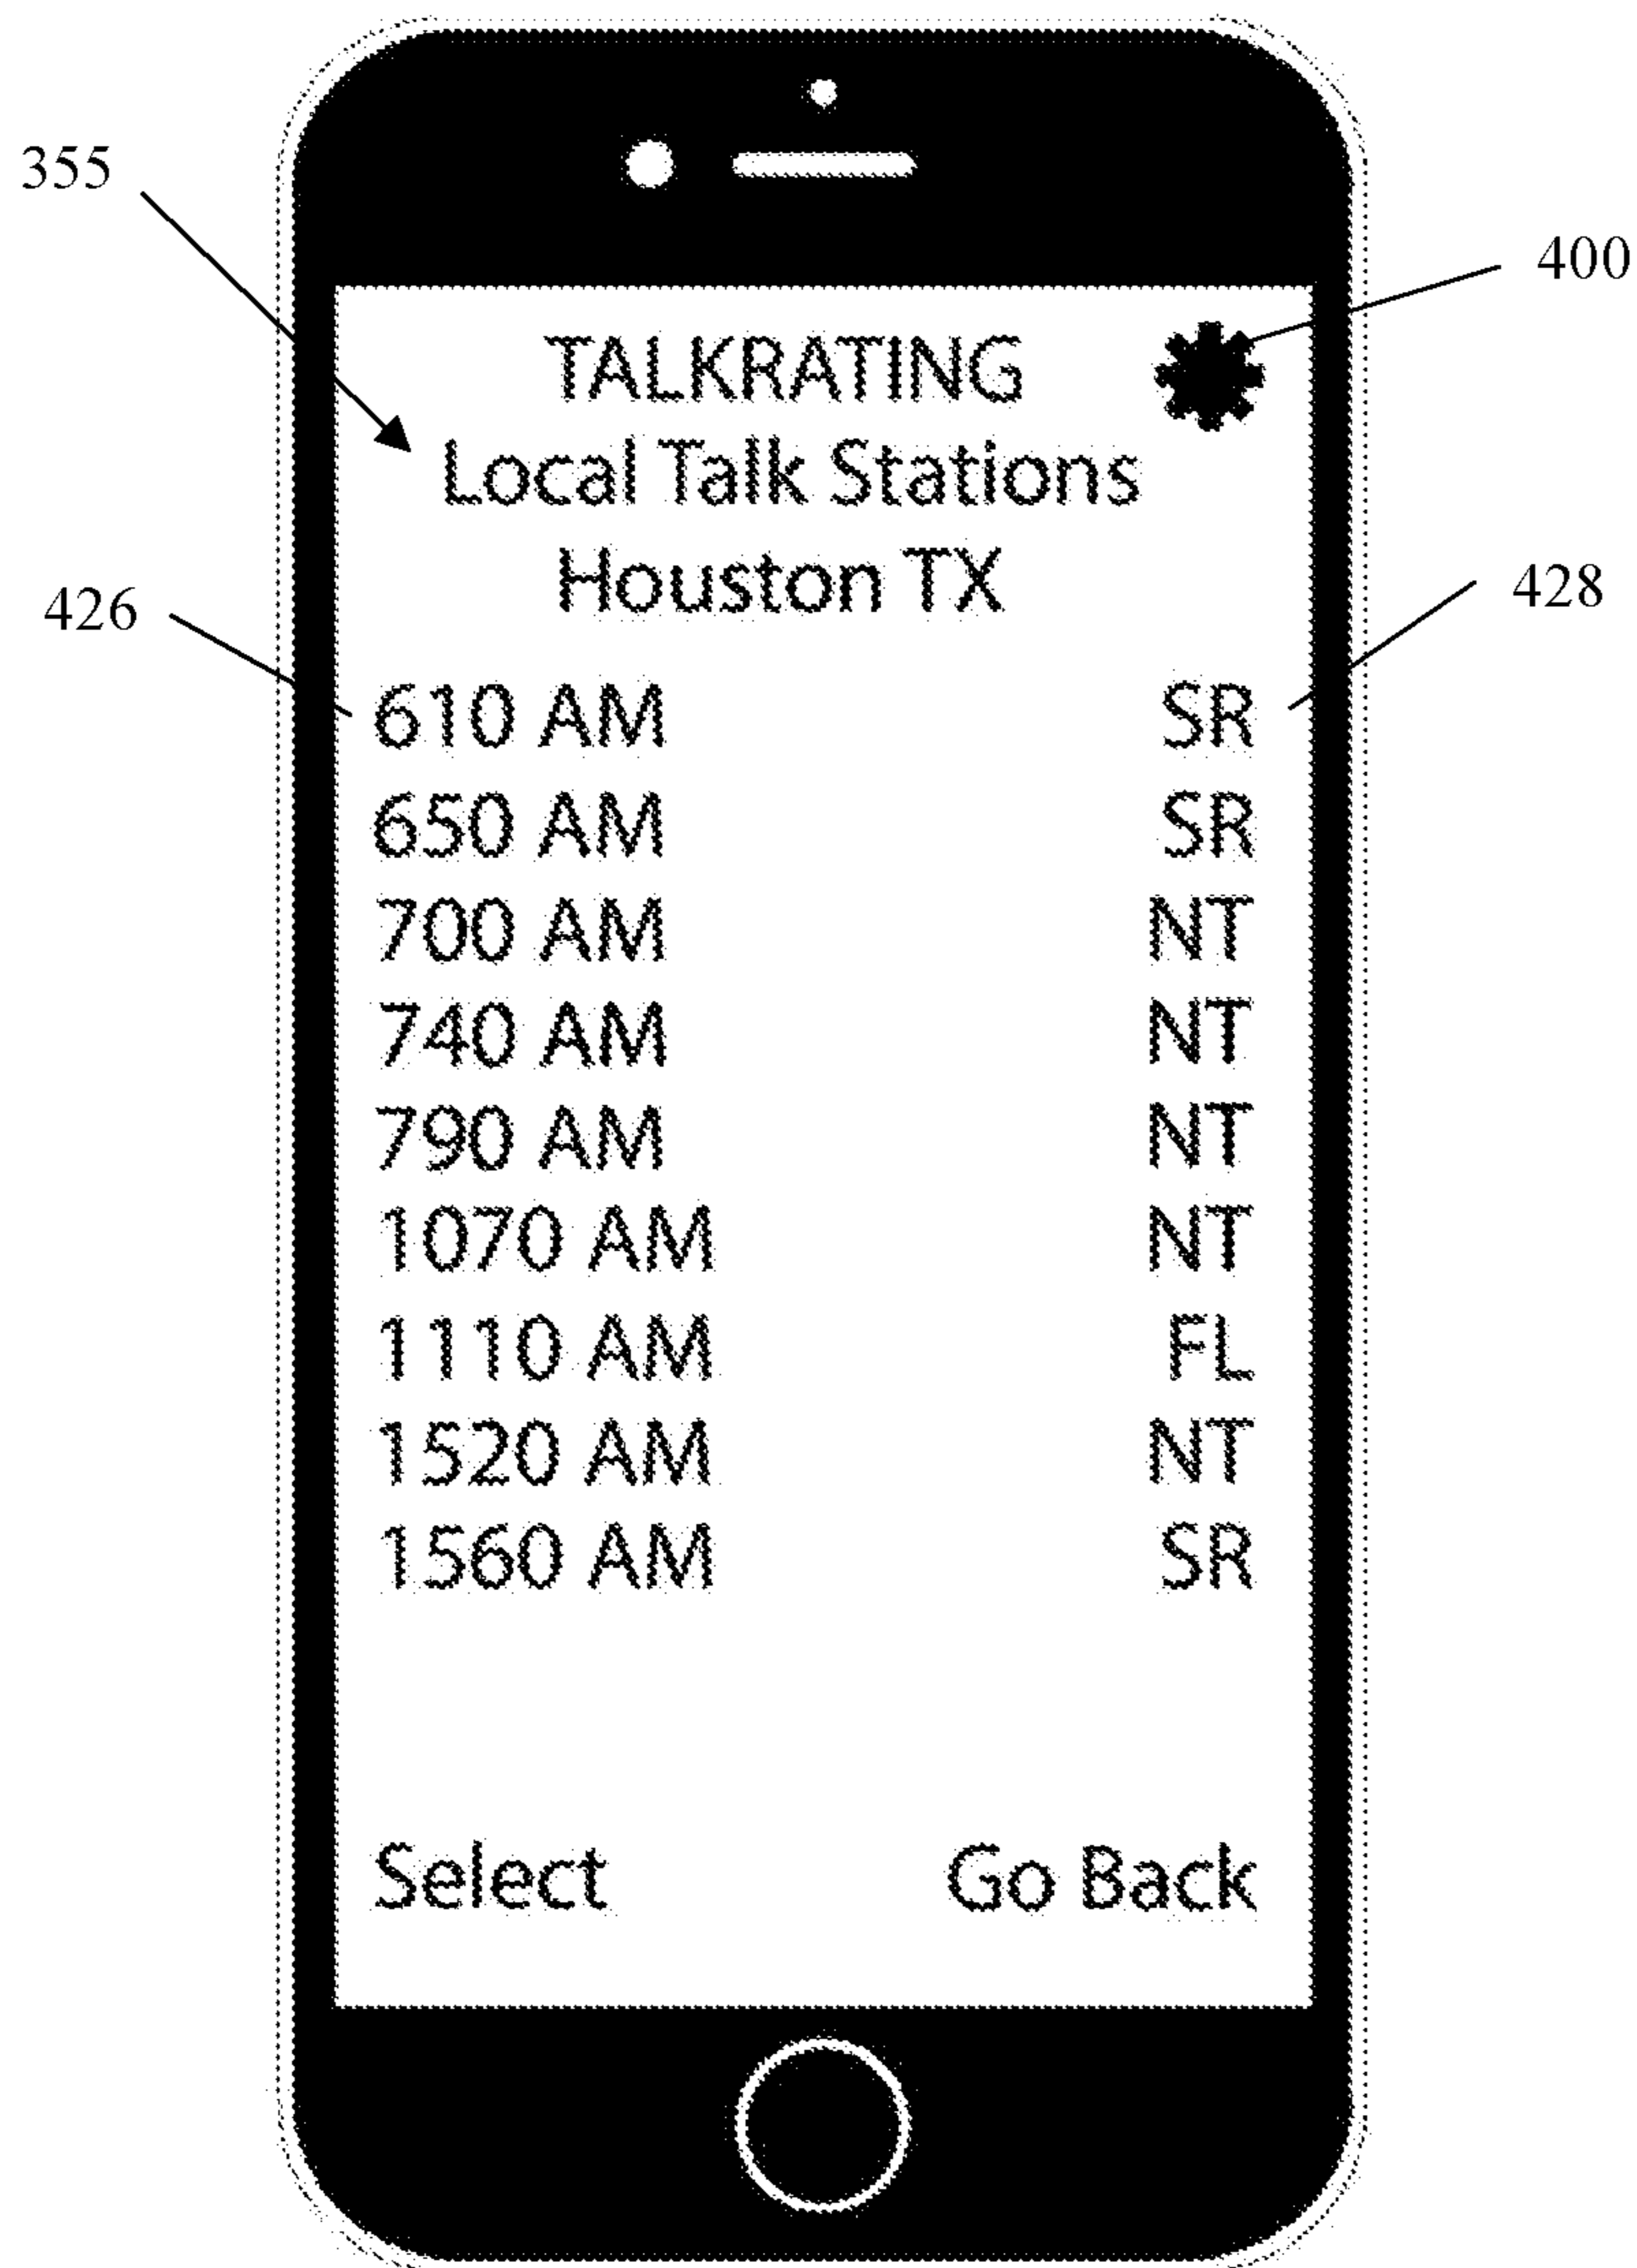 355
400
TALKRATING
Local Talk Stations
Houston TX
426
428
610 AM SR
650 AM SR
700 AM NT
740 AM NT
790 AM NT
1070 AM NT
1110 AM FL
1520 AM NT
1560 AM SR
Select Go Back